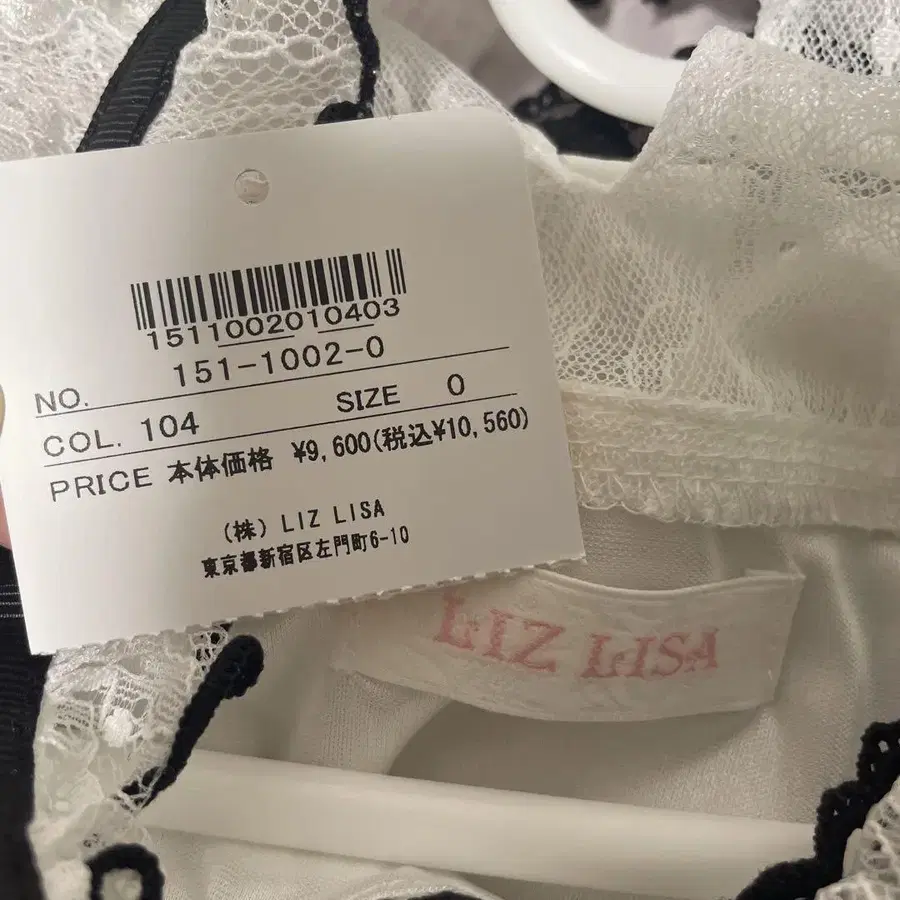 1511002010403
NO. 151-1002-0
COL. 104 SIZE 0
PRICE 本体価格 ¥9,600(税込¥10,560)
(株) LIZ LISA
東京都新宿区左門町6-10
LIZ LISA